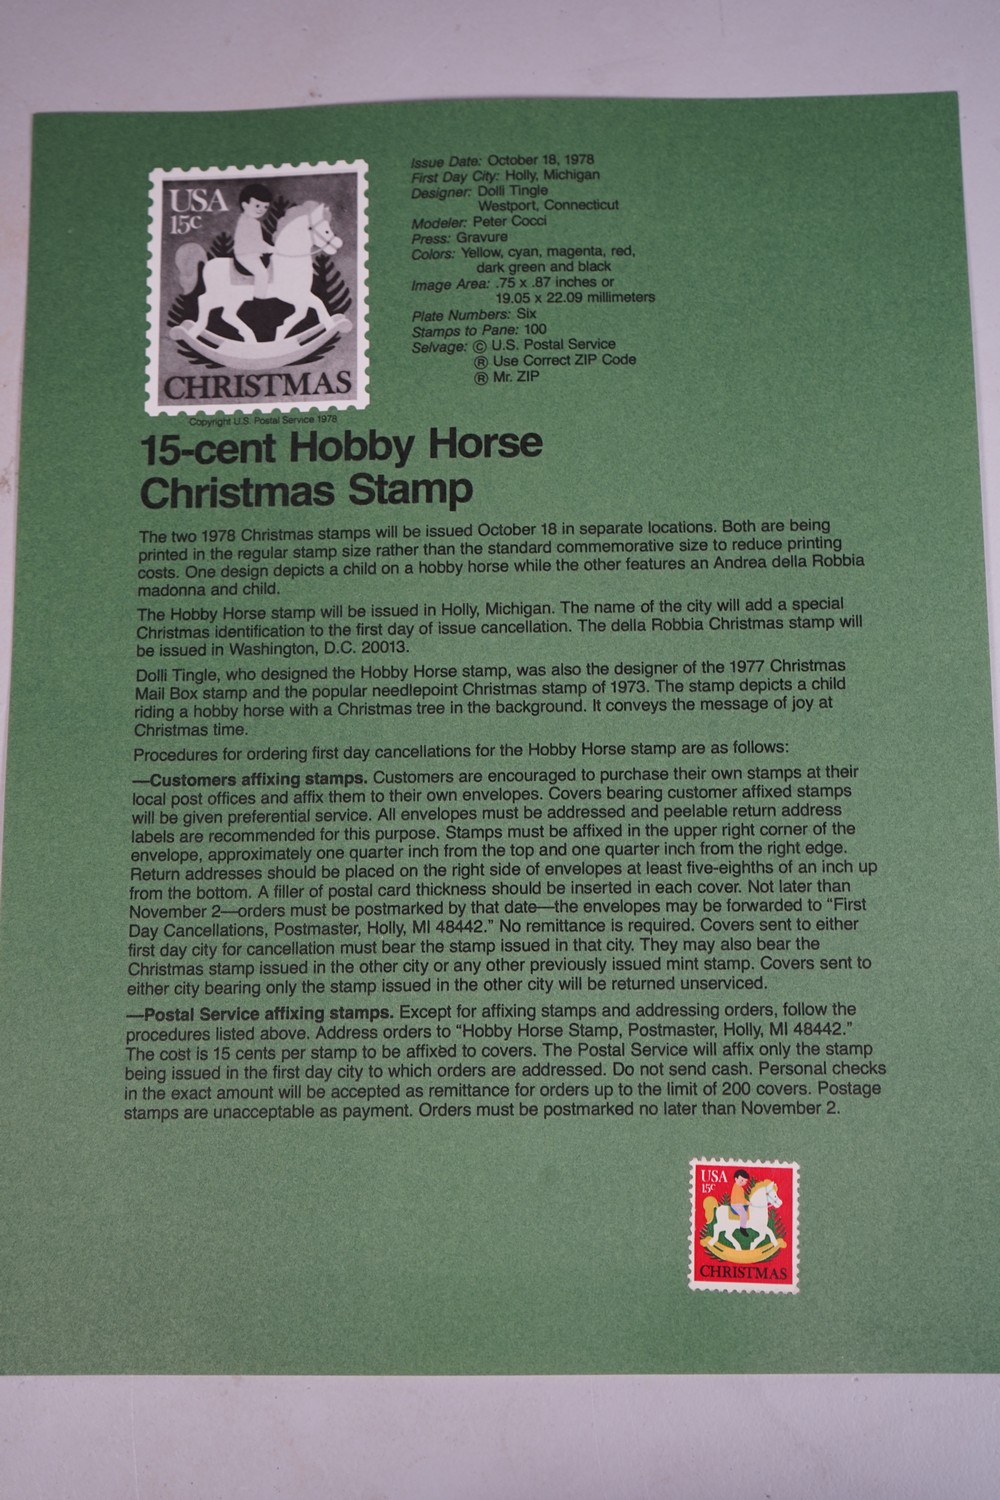 USA
15c
CHRISTMAS
Copyright U.S. Postal Service 1978
Issue Date: October 18, 1978
First Day City: Holly, Michigan
Designer: Dolli Tingle
Westport, Connecticut
Modeler: Peter Cocci
Press: Gravure
Colors: Yellow, cyan, magenta, red,
dark green and black
Image Area: .75 x .87 inches or
19.05 x 22.09 millimeters
Plate Numbers: Six
Stamps to Pane: 100
Selvage: © U.S. Postal Service
® Use Correct ZIP Code
® Mr. ZIP
15-cent Hobby Horse
Christmas Stamp
The two 1978 Christmas stamps will be issued October 18 in separate locations. Both are being
printed in the regular stamp size rather than the standard commemorative size to reduce printing
costs. One design depicts a child on a hobby horse while the other features an Andrea della Robbia
madonna and child.
The Hobby Horse stamp will be issued in Holly, Michigan. The name of the city will add a special
Christmas identification to the first day of issue cancellation. The della Robbia Christmas stamp will
be issued in Washington, D.C. 20013.
Dolli Tingle, who designed the Hobby Horse stamp, was also the designer of the 1977 Christmas
Mail Box stamp and the popular needlepoint Christmas stamp of 1973. The stamp depicts a child
riding a hobby horse with a Christmas tree in the background. It conveys the message of joy at
Christmas time.
Procedures for ordering first day cancellations for the Hobby Horse stamp are as follows:
—Customers affixing stamps. Customers are encouraged to purchase their own stamps at their
local post offices and affix them to their own envelopes. Covers bearing customer affixed stamps
will be given preferential service. All envelopes must be addressed and peelable return address
labels are recommended for this purpose. Stamps must be affixed in the upper right corner of the
envelope, approximately one quarter inch from the top and one quarter inch from the right edge.
Return addresses should be placed on the right side of envelopes at least five-eighths of an inch up
from the bottom. A filler of postal card thickness should be inserted in each cover. Not later than
November 2—orders must be postmarked by that date—the envelopes may be forwarded to “First
Day Cancellations, Postmaster, Holly, MI 48442.” No remittance is required. Covers sent to either
first day city for cancellation must bear the stamp issued in that city. They may also bear the
Christmas stamp issued in the other city or any other previously issued mint stamp. Covers sent to
either city bearing only the stamp issued in the other city will be returned unserviced.
—Postal Service affixing stamps. Except for affixing stamps and addressing orders, follow the
procedures listed above. Address orders to “Hobby Horse Stamp, Postmaster, Holly, MI 48442.”
The cost is 15 cents per stamp to be affixed to covers. The Postal Service will affix only the stamp
being issued in the first day city to which orders are addressed. Do not send cash. Personal checks
in the exact amount will be accepted as remittance for orders up to the limit of 200 covers. Postage
stamps are unacceptable as payment. Orders must be postmarked no later than November 2.
USA
15c
CHRISTMAS